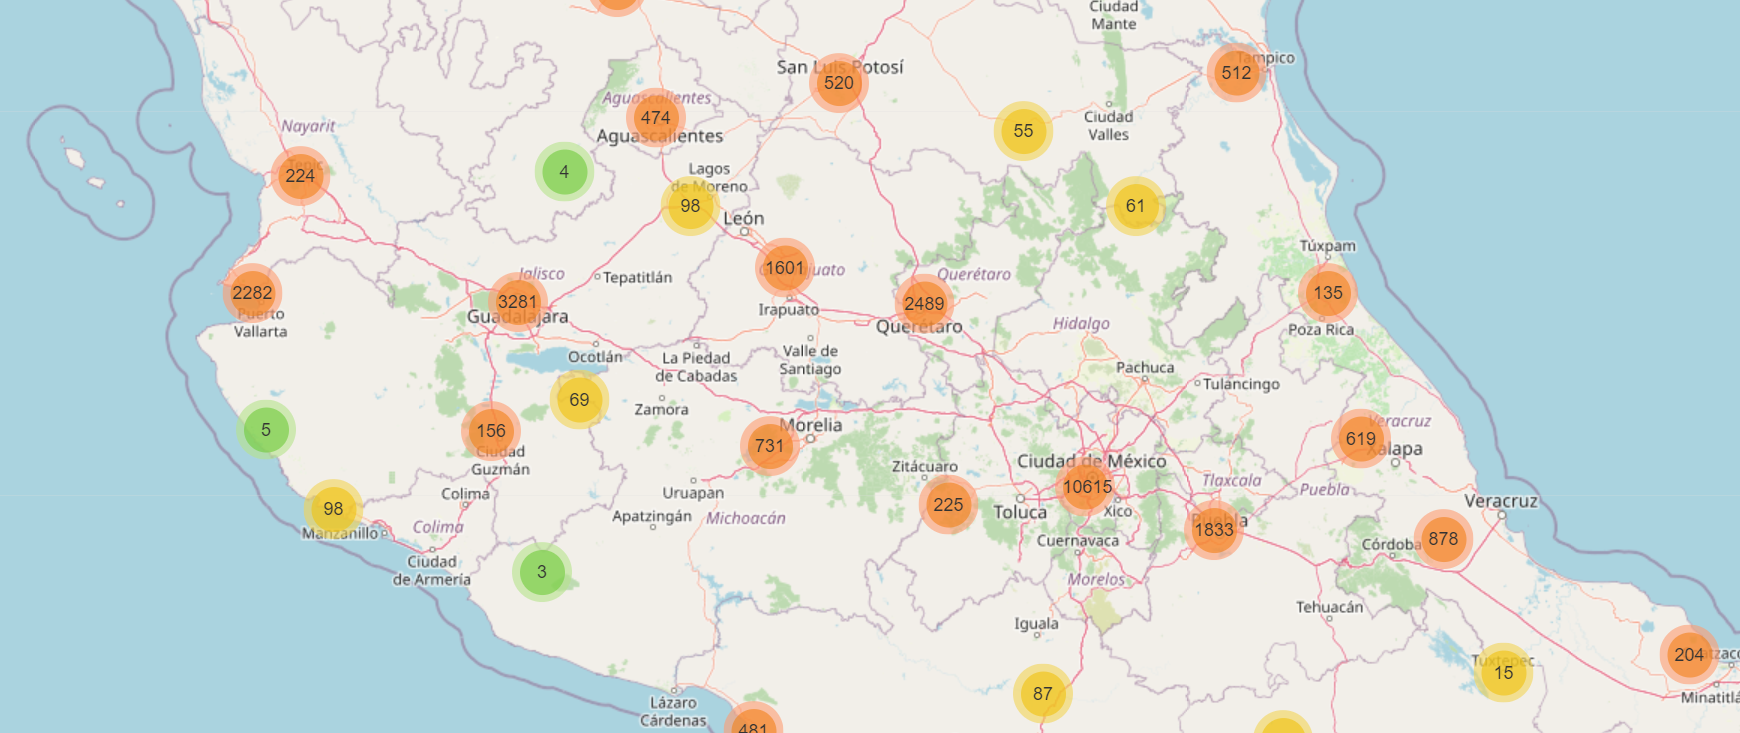 Ciudad
Mante
San Luis Potosí
520
512
Tampico
Aguascalientes
474
Aguascalientes
55
Ciudad
Valles
Nayarit
Tepic
224
4
Lagos
de Moreno
98
León
61
Túxpam
2282
Puerto
Vallarta
Jalisco
Tepatitlán
3281
Guadalajara
1601
Irapuato
2489
Querétaro
Querétaro
Hidalgo
135
Poza Rica
Ocotlán
La Piedad
de Cabadas
Valle de
Santiago
Pachuca
Tulancingo
69
Zamora
5
156
Ciudad
Guzmán
731
Morelia
Veracruz
619
Xalapa
Zitácuaro
Ciudad de México
10615
Tlaxcala
Puebla
Colima
Uruapan
225
Toluca
Xico
Veracruz
98
Manzanillo
Colima
Apatzingán
Michoacán
Cuernavaca
1833
Puebla
Córdoba
878
Ciudad
de Armería
3
Morelos
Tehuacán
Iguala
204
Tuxtepec
15
Minatitlá
87
Lázaro
Cárdenas
481